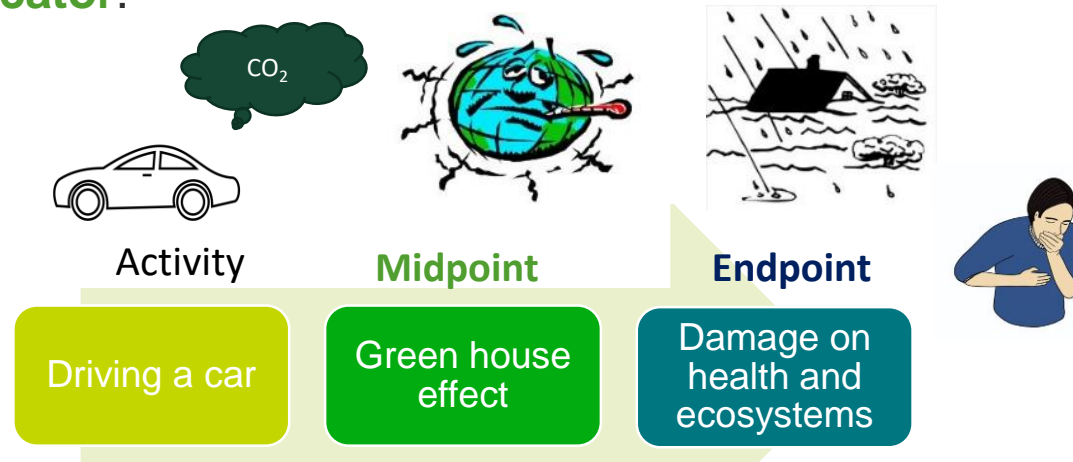 CO₂
Activity
Midpoint
Endpoint
Driving a car
Green house
effect
Damage on
health and
ecosystems